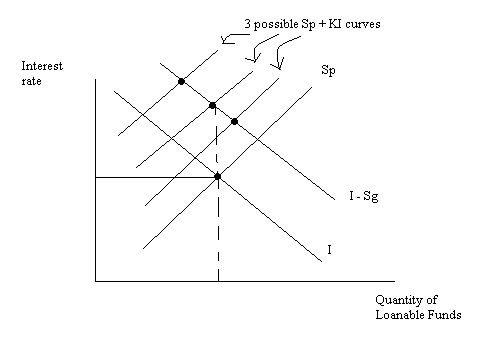 3 possible Sp + KI curves
Interest
rate
Sp
I - Sg
I
Quantity of
Loanable Funds